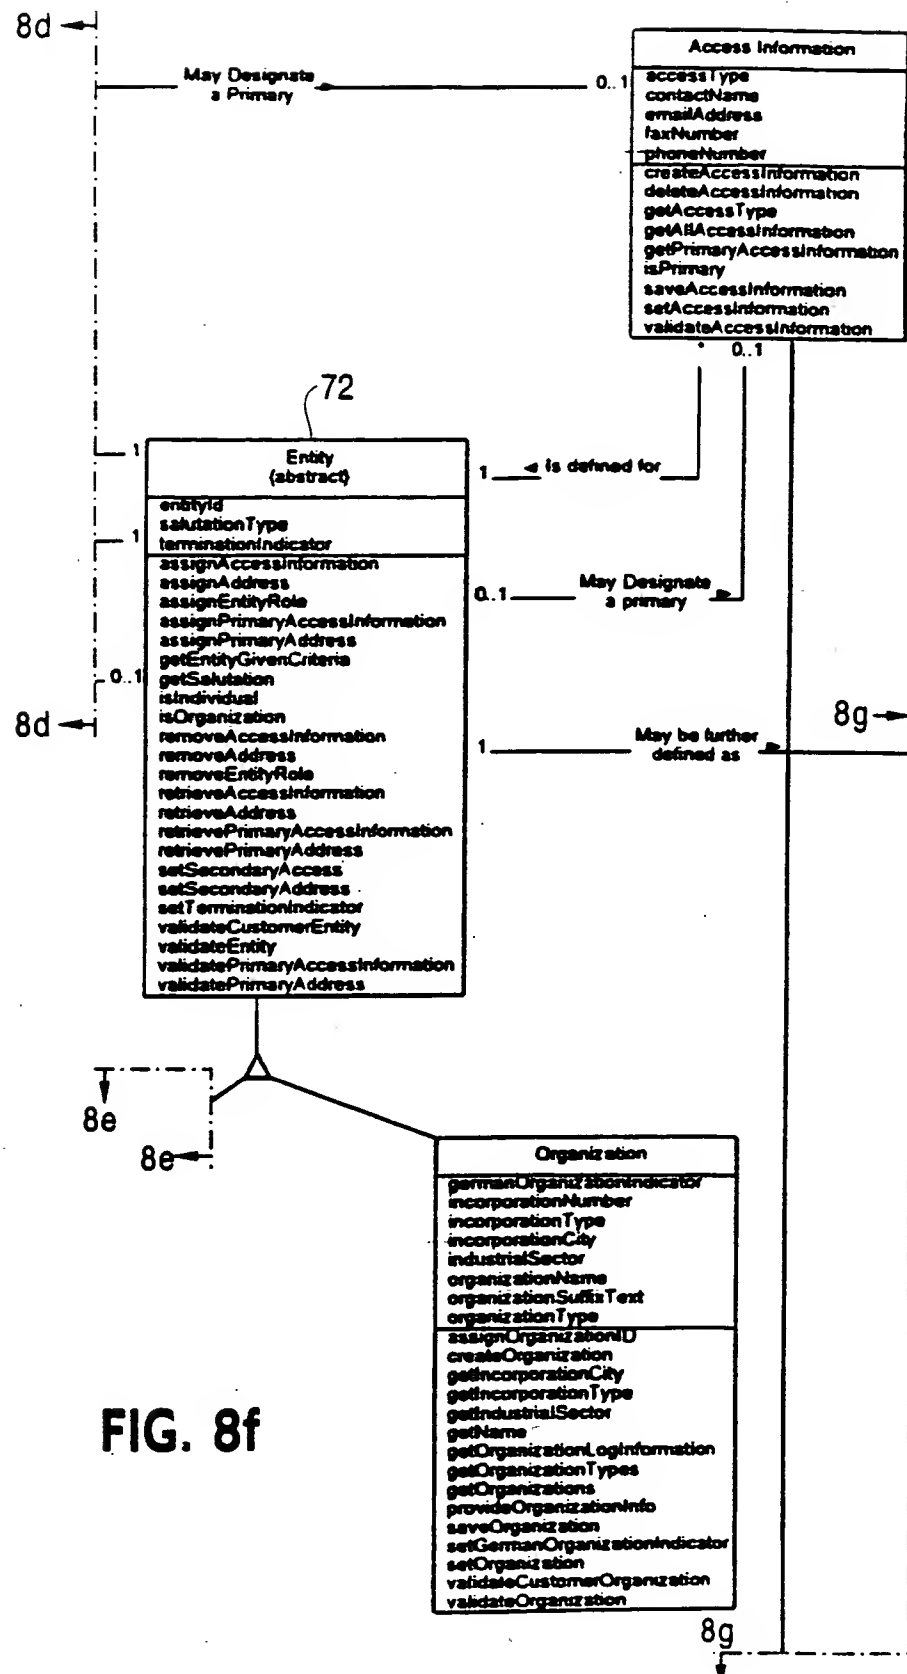 8d
Access Information
May Designate
a Primary
0..1
accessType
contactName
emailAddress
faxNumber
phoneNumber
createAccessInformation
deleteAccessInformation
getAccessType
getAllAccessInformation
getPrimaryAccessInformation
isPrimary
saveAccessInformation
setAccessInformation
validateAccessInformation
*
0..1
72
1
Entity
{abstract}
1
Is defined for
entityId
salutationType
terminationIndicator
1
assignAccessInformation
assignAddress
assignEntityRole
assignPrimaryAccessInformation
assignPrimaryAddress
getEntityGivenCriteria
getSalutation
isIndividual
isOrganization
removeAccessInformation
removeAddress
removeEntityRole
retrieveAccessInformation
retrieveAddress
retrievePrimaryAccessInformation
retrievePrimaryAddress
setSecondaryAccess
setSecondaryAddress
setTerminationIndicator
validateCustomerEntity
validateEntity
validatePrimaryAccessInformation
validatePrimaryAddress
0..1
May Designate
a primary
0..1
8d
8g
1
May be further
defined as
8e
8e
Organization
germanOrganizationIndicator
incorporationNumber
incorporationType
incorporationCity
industrialSector
organizationName
organizationSuffixText
organizationType
assignOrganizationID
createOrganization
getIncorporationCity
getIncorporationType
getIndustrialSector
getName
getOrganizationLogInformation
getOrganizationTypes
getOrganizations
provideOrganizationInfo
saveOrganization
setGermanOrganizationIndicator
setOrganization
validateCustomerOrganization
validateOrganization
FIG. 8f
8g